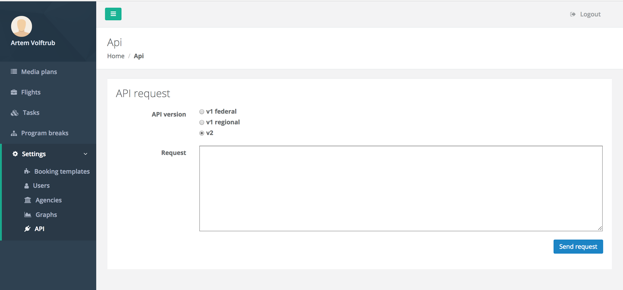 Artem Volftrub
Media plans
Flights
Tasks
Program breaks
Settings
Booking templates
Users
Agencies
Graphs
API
Logout
Api
Home / Api
API request
API version
v1 federal
v1 regional
v2
Request
Send request